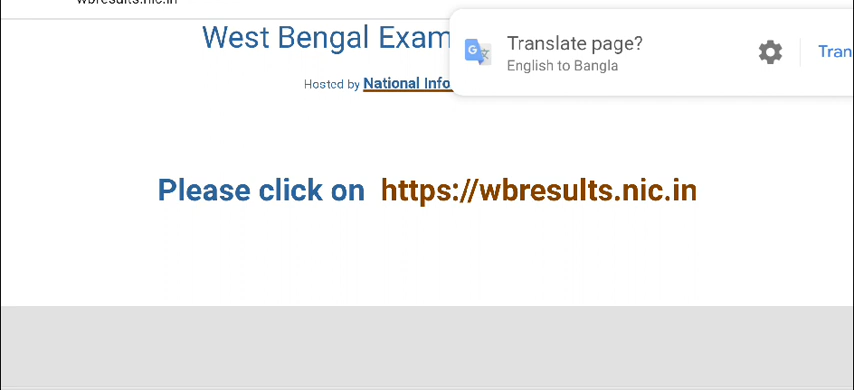 wbresults.nic.in
West Bengal Exam
Translate page?
English to Bangla
Tran
Hosted by National Info
Please click on https://wbresults.nic.in